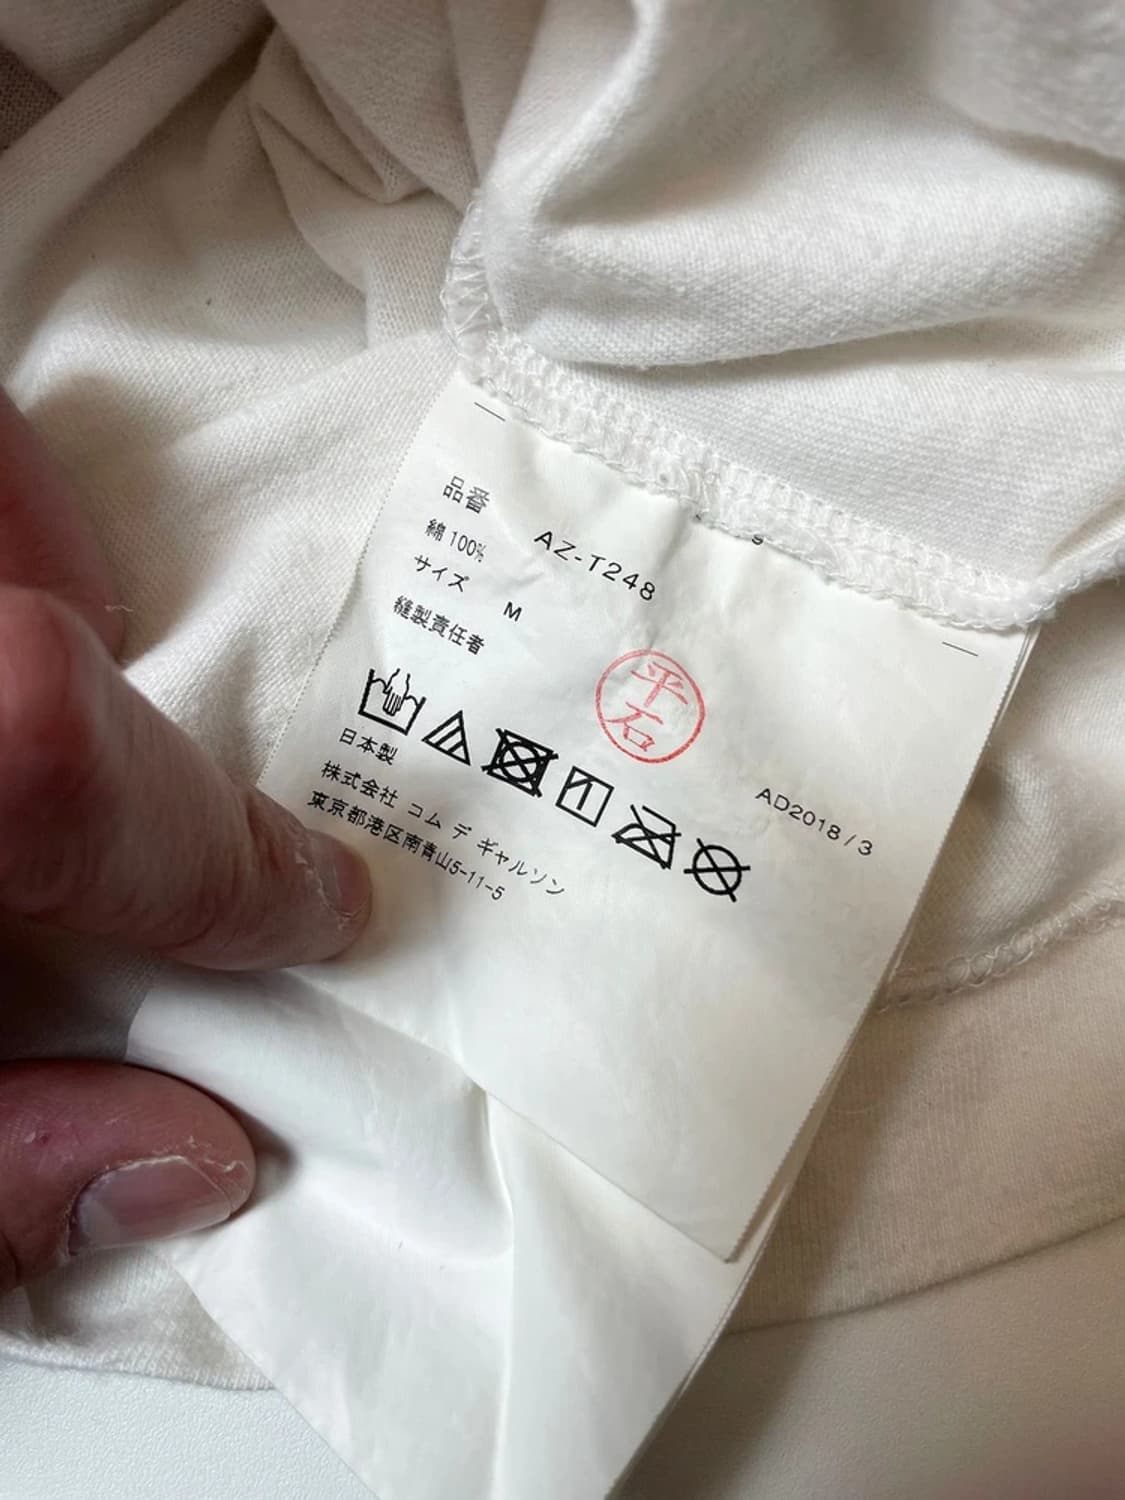 品番 AZ-T248
綿 100%
サイズ M
縫製責任者
平石
AD2018/3
日本製
株式会社 コム デ ギャルソン
東京都港区南青山5-11-5